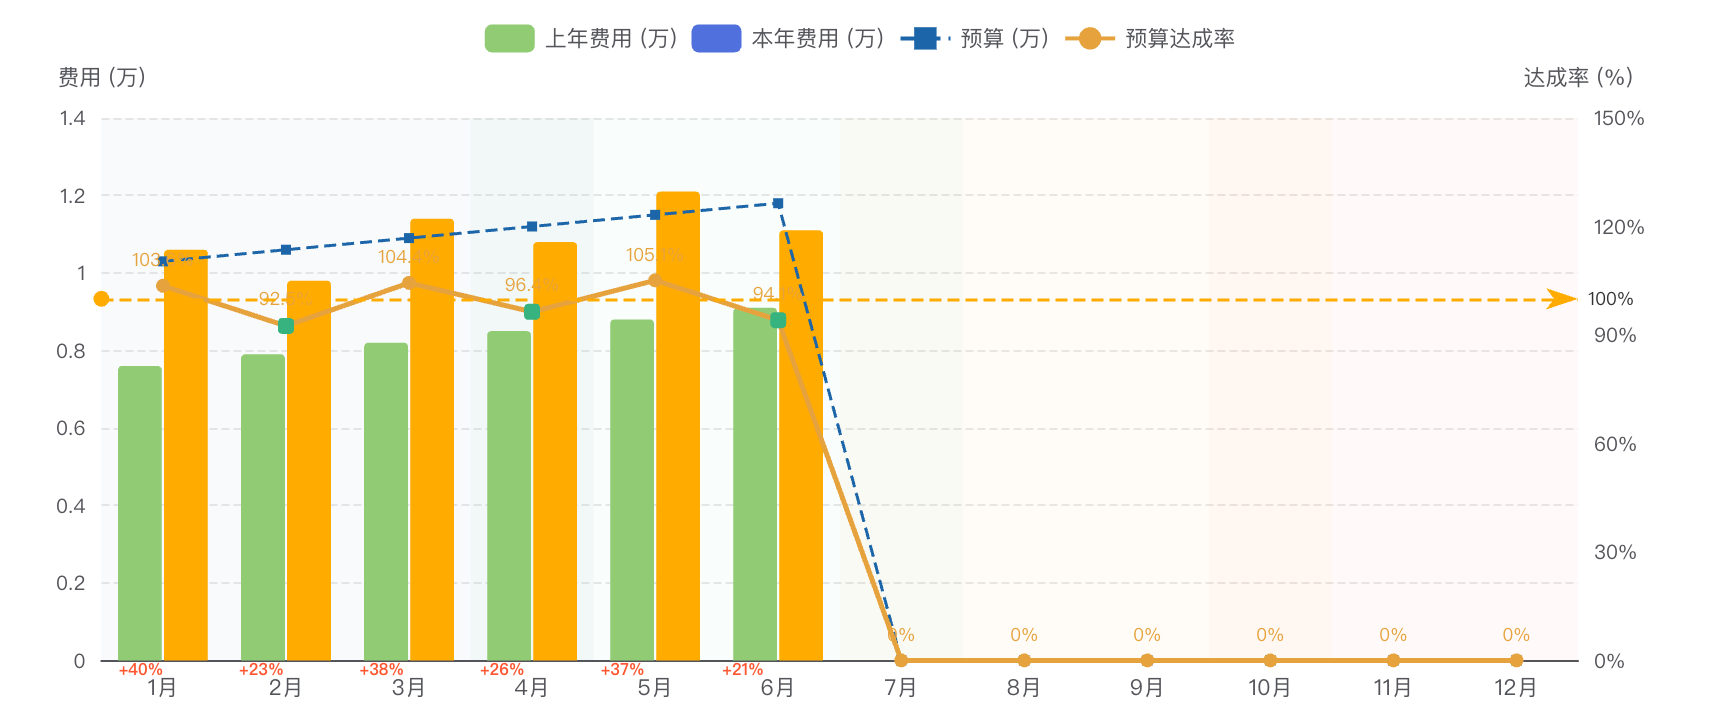 上年费用 (万) 本年费用 (万) 预算 (万) 预算达成率
费用 (万) 达成率 (%)
1.4 150%
1.2
120%
1
100%
90%
0.8
0.6
60%
0.4
30%
0.2
0 0%
96.4%
0% 0% 0% 0% 0% 0%
+40% +23% +38% +26% +37% +21%
1月 2月 3月 4月 5月 6月 7月 8月 9月 10月 11月 12月